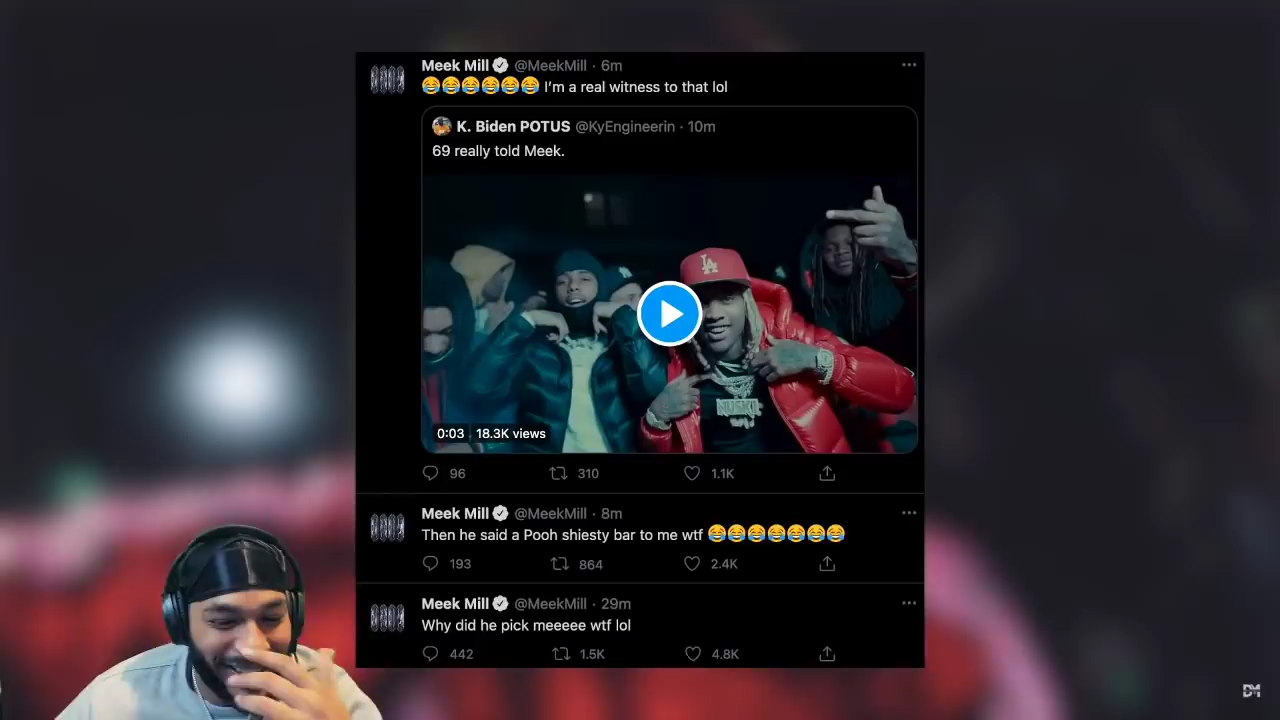 Meek Mill @MeekMill · 6m
😂😂😂😂😂😂 I'm a real witness to that lol
K. Biden POTUS @KyEngineerin · 10m
69 really told Meek.
LA
0:03 18.3K views
96 310 1.1K
Meek Mill @MeekMill · 8m
Then he said a Pooh shiesty bar to me wtf 😂😂😂😂😂😂😂
193 864 2.4K
Meek Mill @MeekMill · 29m
Why did he pick meeeee wtf lol
442 1.5K 4.8K
DM